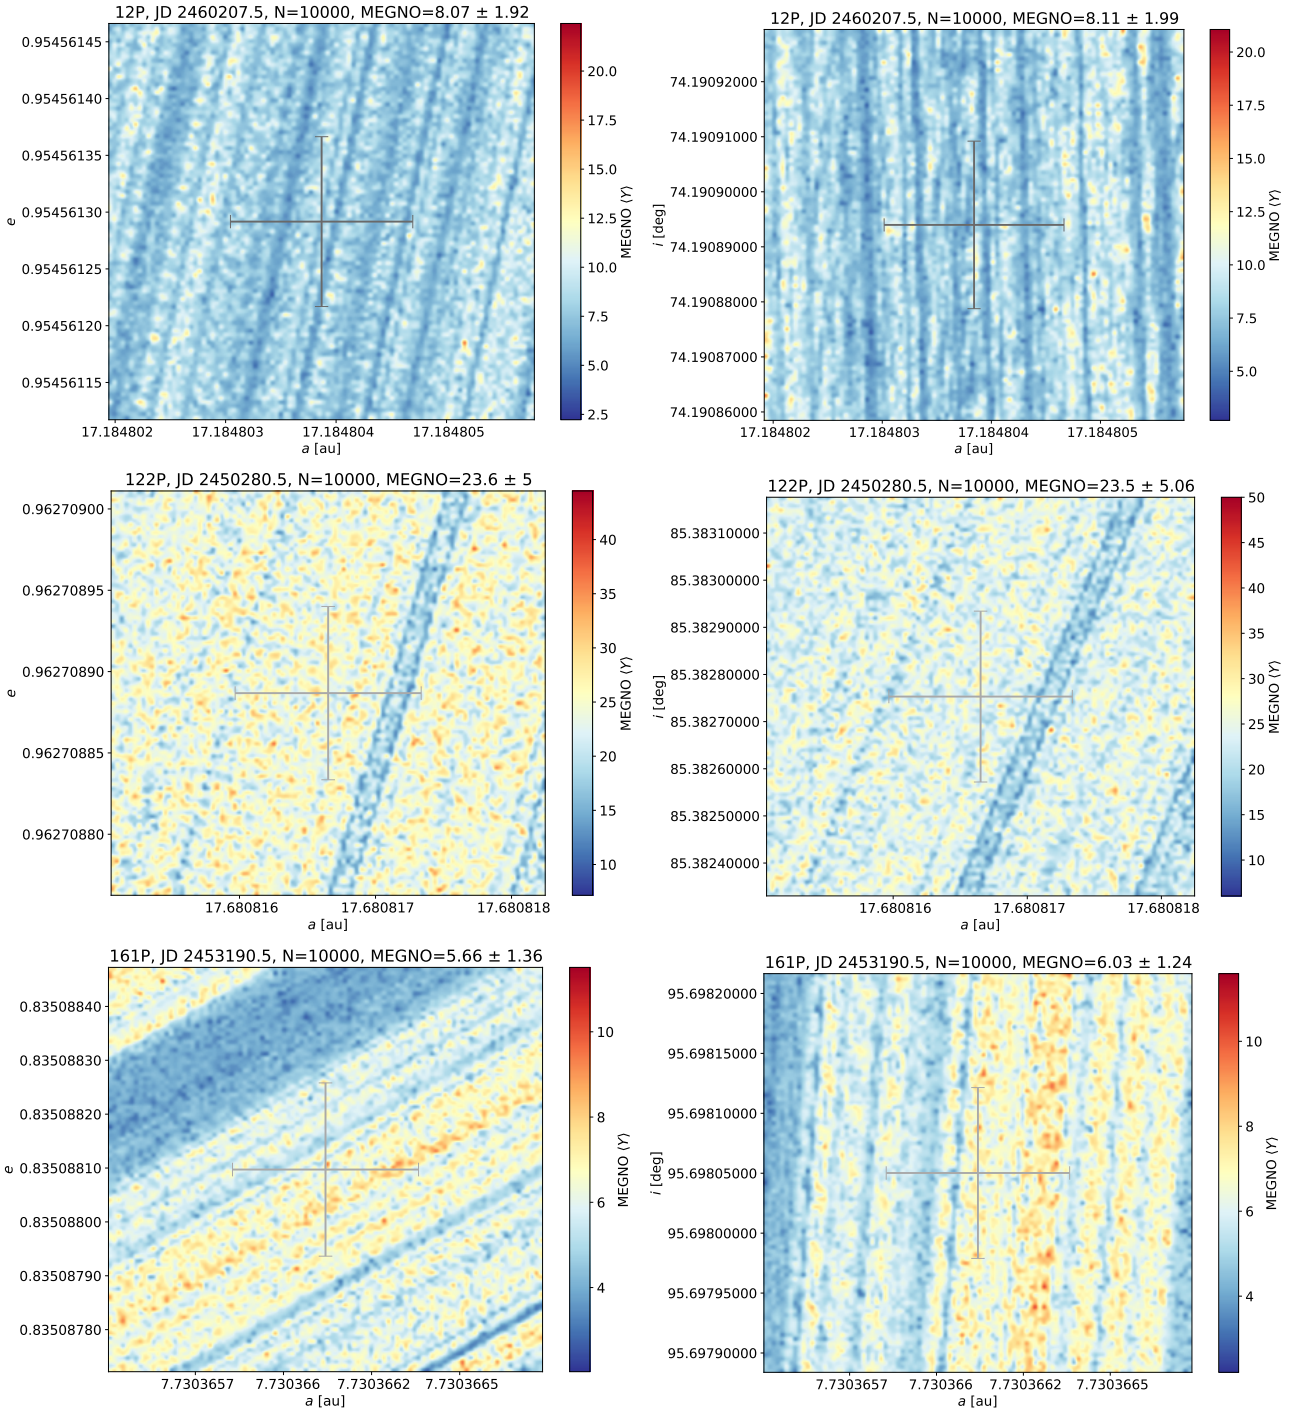 12P, JD 2460207.5, N=10000, MEGNO=8.07 ± 1.92
0.95456145
0.95456140
0.95456135
0.95456130
0.95456125
0.95456120
0.95456115
e
17.184802 17.184803 17.184804 17.184805
a [au]
20.0
17.5
15.0
12.5
10.0
7.5
5.0
2.5
MEGNO ⟨Y⟩
12P, JD 2460207.5, N=10000, MEGNO=8.11 ± 1.99
74.19092000
74.19091000
74.19090000
74.19089000
74.19088000
74.19087000
74.19086000
i [deg]
17.184802 17.184803 17.184804 17.184805
a [au]
20.0
17.5
15.0
12.5
10.0
7.5
5.0
MEGNO ⟨Y⟩
122P, JD 2450280.5, N=10000, MEGNO=23.6 ± 5
0.96270900
0.96270895
0.96270890
0.96270885
0.96270880
e
17.680816 17.680817 17.680818
a [au]
40
35
30
25
20
15
10
MEGNO ⟨Y⟩
122P, JD 2450280.5, N=10000, MEGNO=23.5 ± 5.06
85.38310000
85.38300000
85.38290000
85.38280000
85.38270000
85.38260000
85.38250000
85.38240000
i [deg]
17.680816 17.680817 17.680818
a [au]
50
45
40
35
30
25
20
15
10
MEGNO ⟨Y⟩
161P, JD 2453190.5, N=10000, MEGNO=5.66 ± 1.36
0.83508840
0.83508830
0.83508820
0.83508810
0.83508800
0.83508790
0.83508780
e
7.7303657 7.730366 7.7303662 7.7303665
a [au]
10
8
6
4
MEGNO ⟨Y⟩
161P, JD 2453190.5, N=10000, MEGNO=6.03 ± 1.24
95.69820000
95.69815000
95.69810000
95.69805000
95.69800000
95.69795000
95.69790000
i [deg]
7.7303657 7.730366 7.7303662 7.7303665
a [au]
10
8
6
4
MEGNO ⟨Y⟩